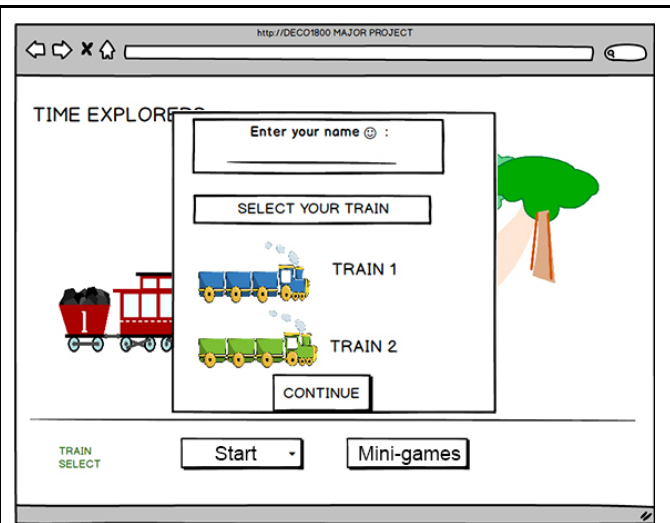 http://DECO1800 MAJOR PROJECT
TIME EXPLORERS
Enter your name ☺ :
SELECT YOUR TRAIN
TRAIN 1
1
TRAIN 2
CONTINUE
TRAIN
SELECT
Start
Mini-games